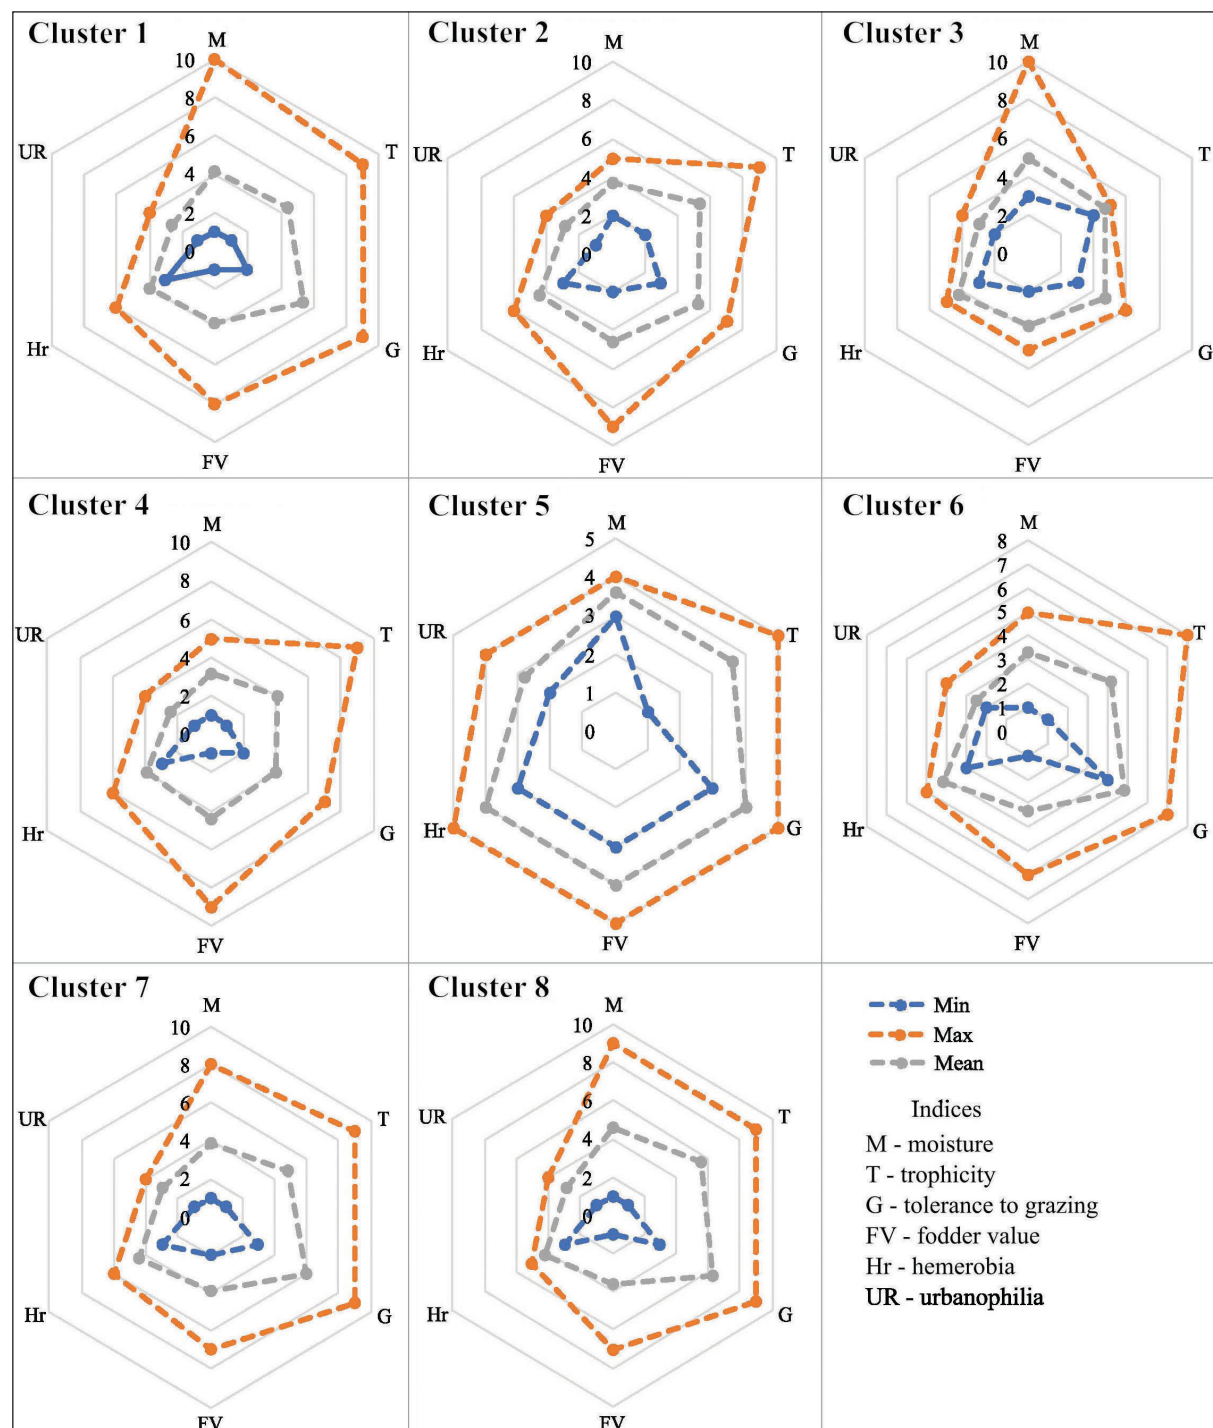 Cluster 1
M
10
8
6
4
2
0
UR
T
Hr
G
FV
Cluster 2
M
10
8
6
4
2
0
UR
T
Hr
G
FV
Cluster 3
M
10
8
6
4
2
0
UR
T
Hr
G
FV
Cluster 4
M
10
8
6
4
2
0
UR
T
Hr
G
FV
Cluster 5
M
5
4
3
2
1
0
UR
T
Hr
G
FV
Cluster 6
M
8
7
6
5
4
3
2
1
0
UR
T
Hr
G
FV
Cluster 7
M
10
8
6
4
2
0
UR
T
Hr
G
FV
Cluster 8
M
10
8
6
4
2
0
UR
T
Hr
G
FV
Min
Max
Mean
Indices
M - moisture
T - trophicity
G - tolerance to grazing
FV - fodder value
Hr - hemerobia
UR - urbanophilia